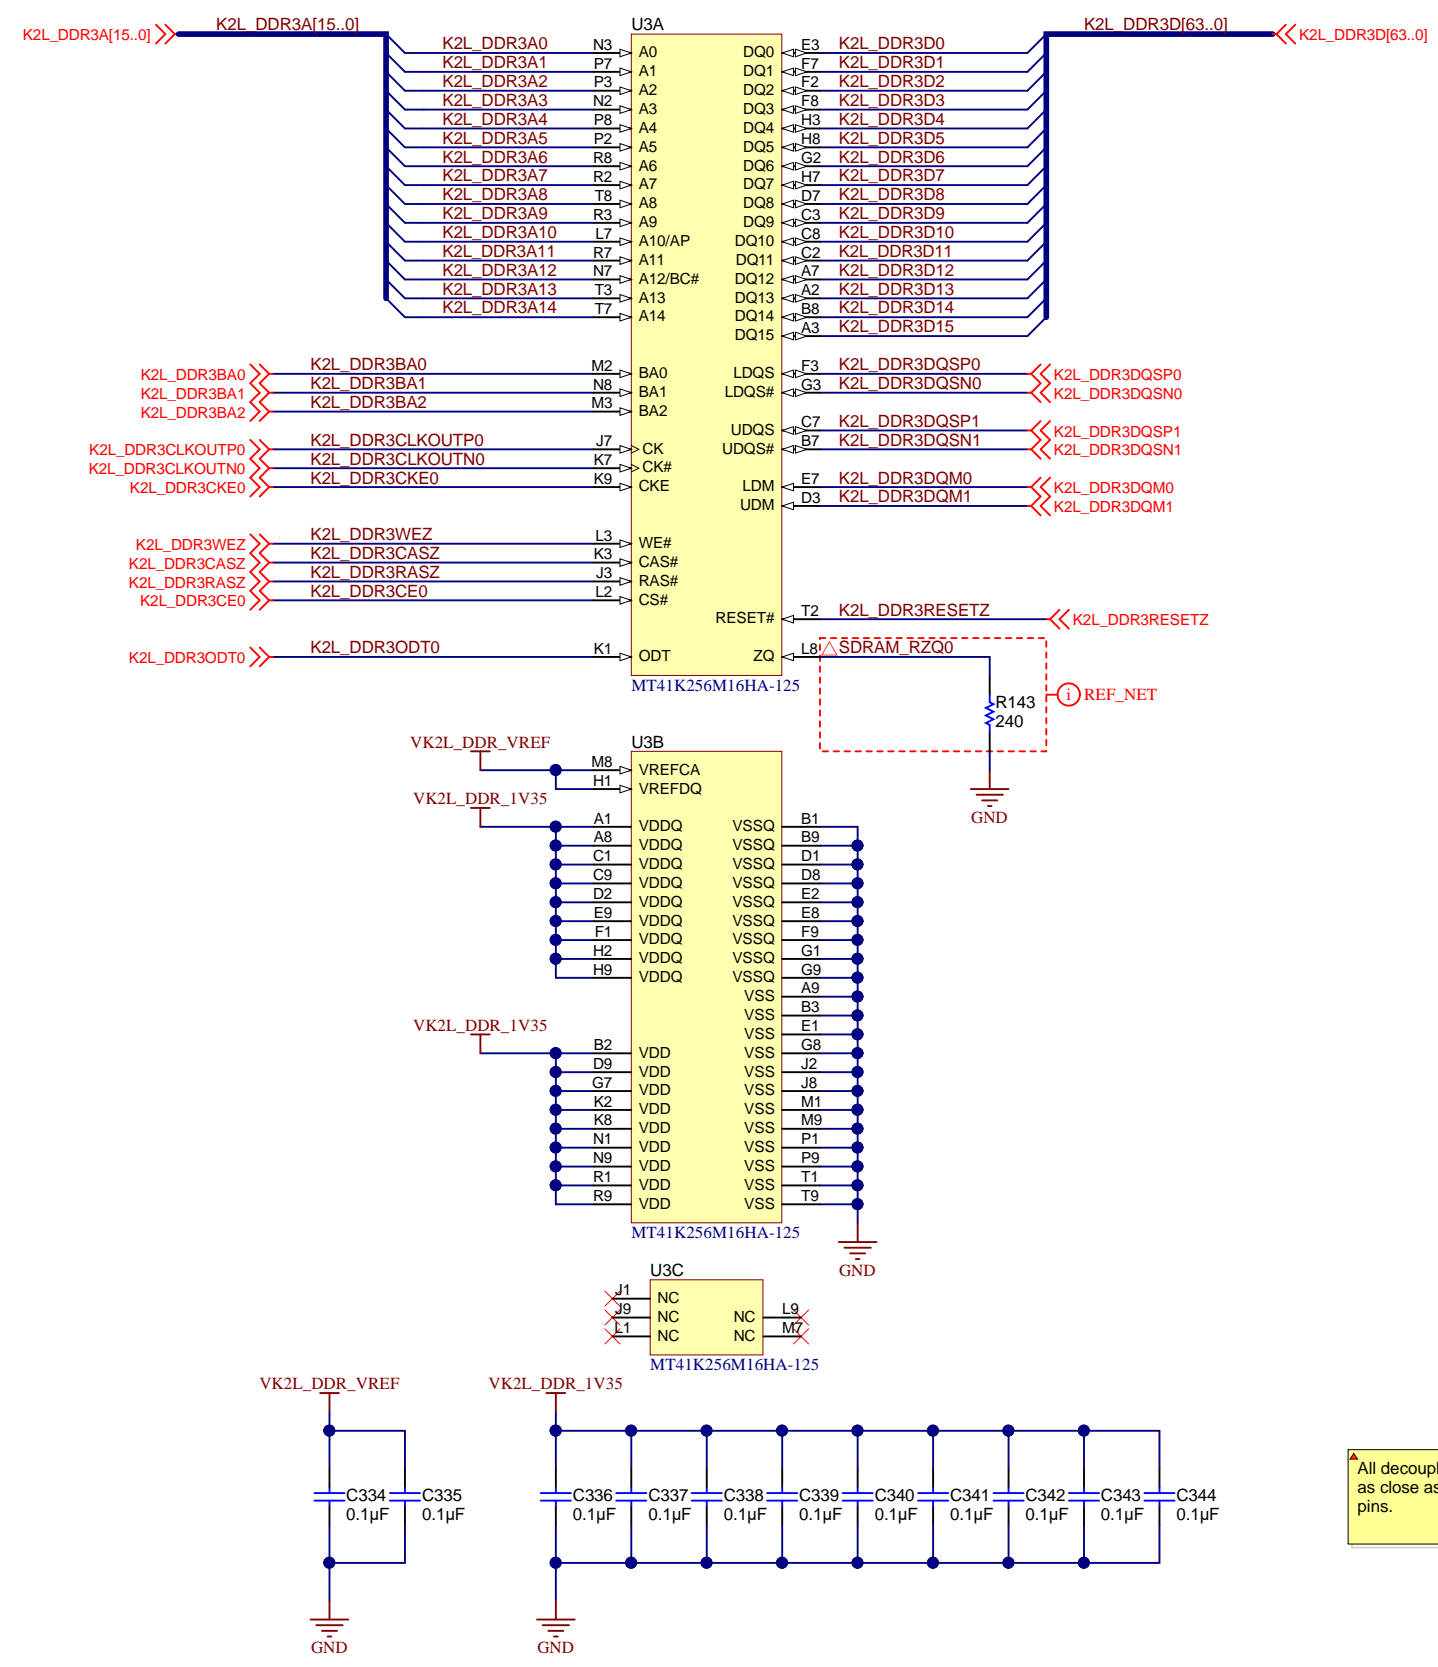 K2L_DDR3A[15..0] K2L_DDR3A[15..0] U3A K2L_DDR3D[63..0] K2L_DDR3D[63..0]
K2L_DDR3A0 N3 A0 DQ0 E3 K2L_DDR3D0
K2L_DDR3A1 P7 A1 DQ1 F7 K2L_DDR3D1
K2L_DDR3A2 P3 A2 DQ2 F2 K2L_DDR3D2
K2L_DDR3A3 N2 A3 DQ3 F8 K2L_DDR3D3
K2L_DDR3A4 P8 A4 DQ4 H3 K2L_DDR3D4
K2L_DDR3A5 P2 A5 DQ5 H8 K2L_DDR3D5
K2L_DDR3A6 R8 A6 DQ6 G2 K2L_DDR3D6
K2L_DDR3A7 R2 A7 DQ7 H7 K2L_DDR3D7
K2L_DDR3A8 T8 A8 DQ8 D7 K2L_DDR3D8
K2L_DDR3A9 R3 A9 DQ9 C3 K2L_DDR3D9
K2L_DDR3A10 L7 A10/AP DQ10 C8 K2L_DDR3D10
K2L_DDR3A11 R7 A11 DQ11 C2 K2L_DDR3D11
K2L_DDR3A12 N7 A12/BC# DQ12 A7 K2L_DDR3D12
K2L_DDR3A13 T3 A13 DQ13 A2 K2L_DDR3D13
K2L_DDR3A14 T7 A14 DQ14 B8 K2L_DDR3D14
DQ15 A3 K2L_DDR3D15
K2L_DDR3BA0 K2L_DDR3BA0 M2 BA0 LDQS F3 K2L_DDR3DQSP0 K2L_DDR3DQSP0
K2L_DDR3BA1 K2L_DDR3BA1 N8 BA1 LDQS# G3 K2L_DDR3DQSN0 K2L_DDR3DQSN0
K2L_DDR3BA2 K2L_DDR3BA2 M3 BA2
UDQS C7 K2L_DDR3DQSP1 K2L_DDR3DQSP1
K2L_DDR3CLKOUTP0 K2L_DDR3CLKOUTP0 J7 CK UDQS# B7 K2L_DDR3DQSN1 K2L_DDR3DQSN1
K2L_DDR3CLKOUTN0 K2L_DDR3CLKOUTN0 K7 CK#
K2L_DDR3CKE0 K2L_DDR3CKE0 K9 CKE LDM E7 K2L_DDR3DQM0 K2L_DDR3DQM0
UDM D3 K2L_DDR3DQM1 K2L_DDR3DQM1
K2L_DDR3WEZ K2L_DDR3WEZ L3 WE#
K2L_DDR3CASZ K2L_DDR3CASZ K3 CAS#
K2L_DDR3RASZ K2L_DDR3RASZ J3 RAS#
K2L_DDR3CE0 K2L_DDR3CE0 L2 CS#
RESET# T2 K2L_DDR3RESETZ K2L_DDR3RESETZ
K2L_DDR3ODT0 K2L_DDR3ODT0 K1 ODT ZQ L8 SDRAM_RZQ0
MT41K256M16HA-125
i REF_NET
R143
240
GND
VK2L_DDR_VREF U3B
M8 VREFCA
H1 VREFDQ
VK2L_DDR_1V35
A1 VDDQ VSSQ B1
A8 VDDQ VSSQ B9
C1 VDDQ VSSQ D1
C9 VDDQ VSSQ D8
D2 VDDQ VSSQ E2
E9 VDDQ VSSQ E8
F1 VDDQ VSSQ F9
H2 VDDQ VSSQ G1
H9 VDDQ VSSQ G9
VSS A9
VSS B3
VK2L_DDR_1V35 VSS E1
B2 VDD VSS G8
D9 VDD VSS J2
G7 VDD VSS J8
K2 VDD VSS M1
K8 VDD VSS M9
N1 VDD VSS P1
N9 VDD VSS P9
R1 VDD VSS T1
R9 VDD VSS T9
MT41K256M16HA-125
GND
U3C
J1 NC
J9 NC NC L9
L1 NC NC M7
MT41K256M16HA-125
VK2L_DDR_VREF VK2L_DDR_1V35
C334 C335 C336 C337 C338 C339 C340 C341 C342 C343 C344
0.1µF 0.1µF 0.1µF 0.1µF 0.1µF 0.1µF 0.1µF 0.1µF 0.1µF 0.1µF 0.1µF
GND GND
All decoupl
as close as
pins.